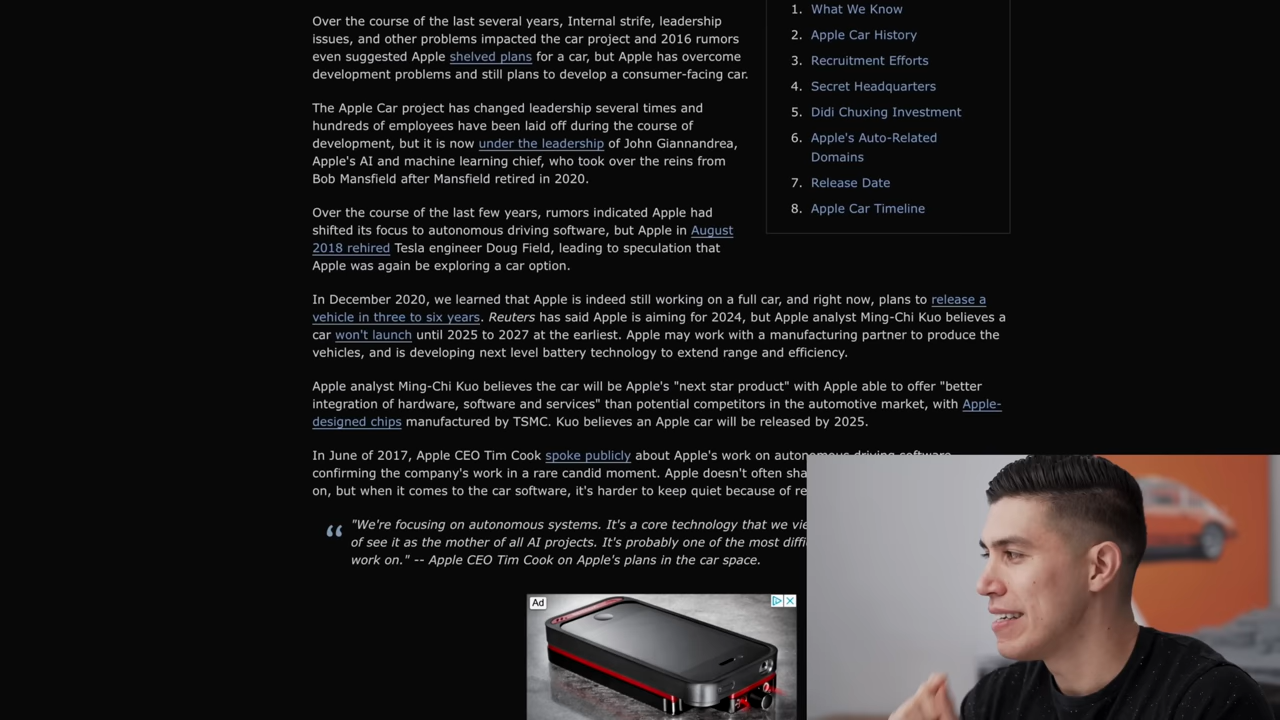 Over the course of the last several years, Internal strife, leadership
issues, and other problems impacted the car project and 2016 rumors
even suggested Apple shelved plans for a car, but Apple has overcome
development problems and still plans to develop a consumer-facing car.
The Apple Car project has changed leadership several times and
hundreds of employees have been laid off during the course of
development, but it is now under the leadership of John Giannandrea,
Apple's AI and machine learning chief, who took over the reins from
Bob Mansfield after Mansfield retired in 2020.
Over the course of the last few years, rumors indicated Apple had
shifted its focus to autonomous driving software, but Apple in August
2018 rehired Tesla engineer Doug Field, leading to speculation that
Apple was again be exploring a car option.
1. What We Know
2. Apple Car History
3. Recruitment Efforts
4. Secret Headquarters
5. Didi Chuxing Investment
6. Apple's Auto-Related
Domains
7. Release Date
8. Apple Car Timeline
In December 2020, we learned that Apple is indeed still working on a full car, and right now, plans to release a
vehicle in three to six years. Reuters has said Apple is aiming for 2024, but Apple analyst Ming-Chi Kuo believes a
car won't launch until 2025 to 2027 at the earliest. Apple may work with a manufacturing partner to produce the
vehicles, and is developing next level battery technology to extend range and efficiency.
Apple analyst Ming-Chi Kuo believes the car will be Apple's "next star product" with Apple able to offer "better
integration of hardware, software and services" than potential competitors in the automotive market, with Apple-
designed chips manufactured by TSMC. Kuo believes an Apple car will be released by 2025.
In June of 2017, Apple CEO Tim Cook spoke publicly about Apple's work on autonomous driving software,
confirming the company's work in a rare candid moment. Apple doesn't often sha
on, but when it comes to the car software, it's harder to keep quiet because of re
"We're focusing on autonomous systems. It's a core technology that we vie
of see it as the mother of all AI projects. It's probably one of the most diffi
work on." -- Apple CEO Tim Cook on Apple's plans in the car space.
Ad